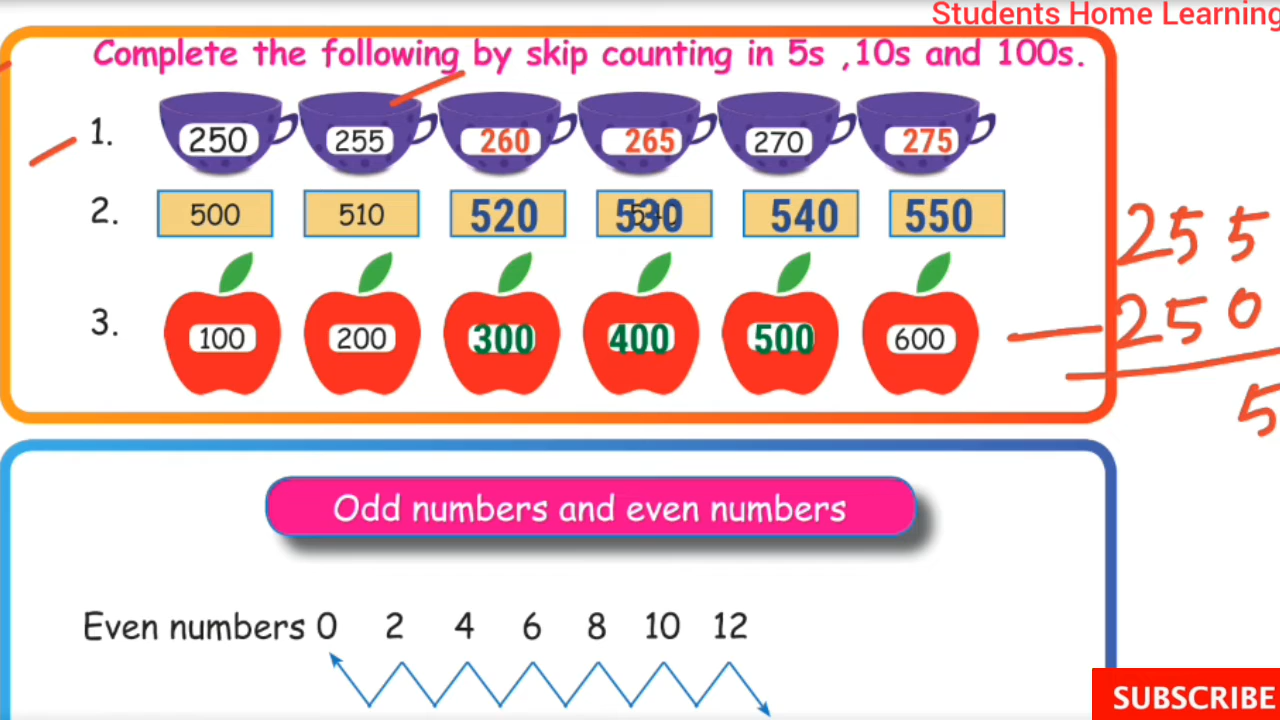 Students Home Learning
Complete the following by skip counting in 5s ,10s and 100s.
1. 250 255 260 265 270 275
2. 500 510 520 530 540 550
3. 100 200 300 400 500 600
255
— 250
5
Odd numbers and even numbers
Even numbers 0 2 4 6 8 10 12
SUBSCRIBE